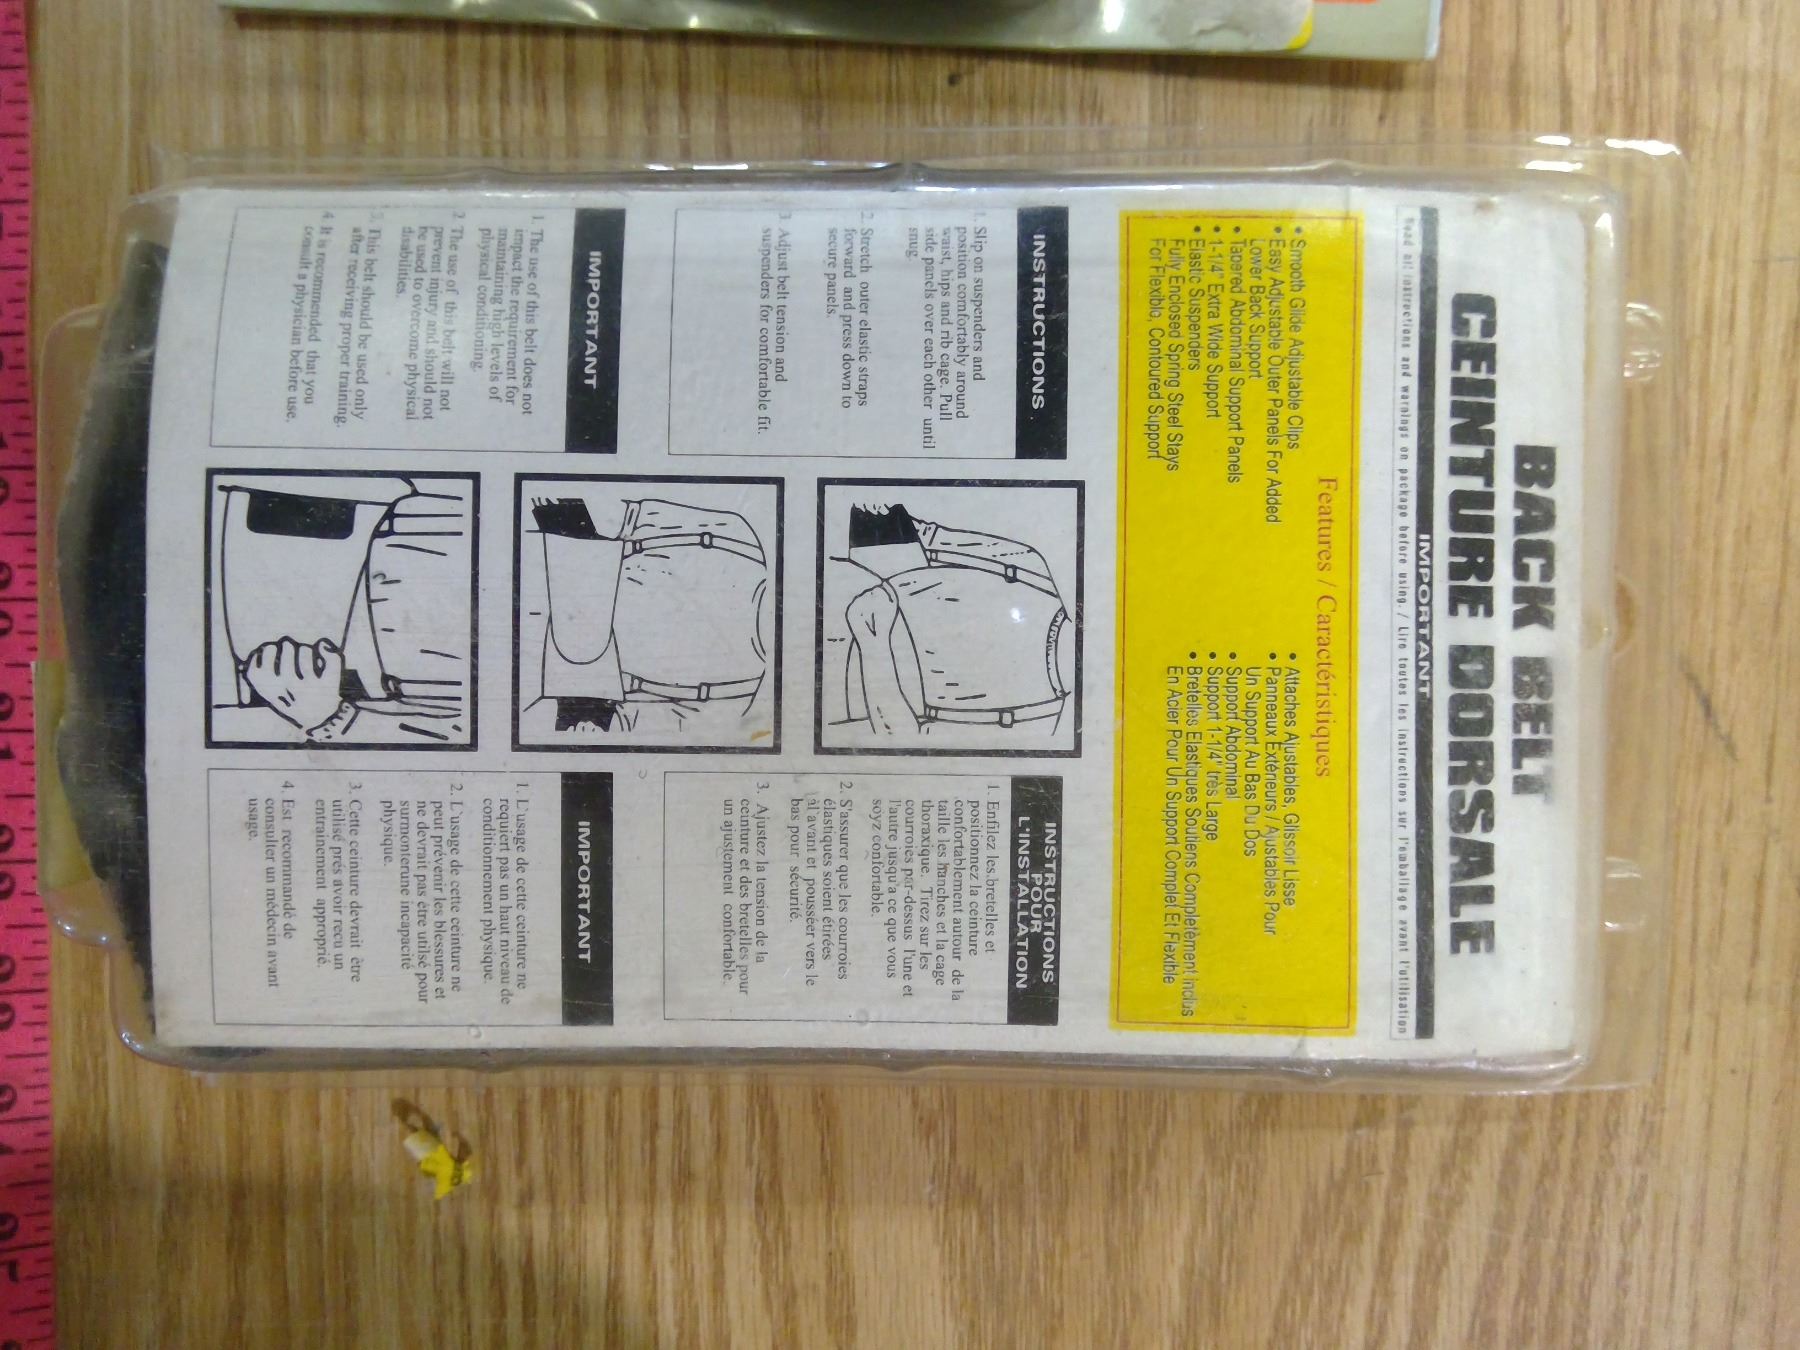 BACK BELT
CEINTURE DORSALE
IMPORTANT
Read all instructions and warnings on package before using. / Lire toutes les instructions sur l'emballage avant l'utilisation
Features / Caractéristiques
• Smooth Glide Adjustable Clips
• Easy Adjustable Outer Panels For Added
Lower Back Support
• Tapered Abdominal Support Panels
• 1-1/4" Extra Wide Support
• Elastic Suspenders
Fully Enclosed Spring Steel Stays
For Flexible, Contoured Support
• Attaches Ajustables, Glissoir Lisse
• Panneaux Extérieurs / Ajustables Pour
Un Support Au Bas Du Dos
• Support Abdominal
• Support 1-1/4" très Large
• Bretelles Elastiques Soutiens Complètement Inclus
En Acier Pour Un Support Complet Et Flexible
INSTRUCTIONS
1. Slip on suspenders and
position comfortably around
waist, hips and rib cage. Pull
side panels over each other until
snug.
2. Stretch outer elastic straps
forward and press down to
secure panels.
3. Adjust belt tension and
suspenders for comfortable fit.
INSTRUCTIONS
POUR
L'INSTALLATION
1. Enfilez les bretelles et
positionnez la ceinture
confortablement autour de la
taille les hanches et la cage
thoraxique. Tirez sur les
courroies par-dessus l'une et
l'autre jusqu'a ce que vous
soyz confortable.
2. S'assurer que les courroies
élastiques soient étirées
al'avant et pousséer vers le
bas pour sécurité.
3. Ajustez la tension de la
ceinture et des bretelles pour
un ajustement confortable.
IMPORTANT
1. The use of this belt does not
impact the requirement for
maintaining high levels of
physical conditioning.
2. The use of this belt will not
prevent injury and should not
be used to overcome physical
disabilities.
3. This belt should be used only
after receiving proper training.
4. It is recommended that you
consult a physician before use.
IMPORTANT
1. L'usage de cette ceinture ne
requiert pas un haut niveau de
conditionnement physique.
2. L'usage de cette ceinture ne
peut prévenir les blessures et
ne devrait pas être utilisé pour
surmonterune incapacité
physique.
3. Cette ceinture devrait être
utilisé prés avoir recu un
entrainement approprié.
4. Est recommandé de
consulter un médecin avant
usage.